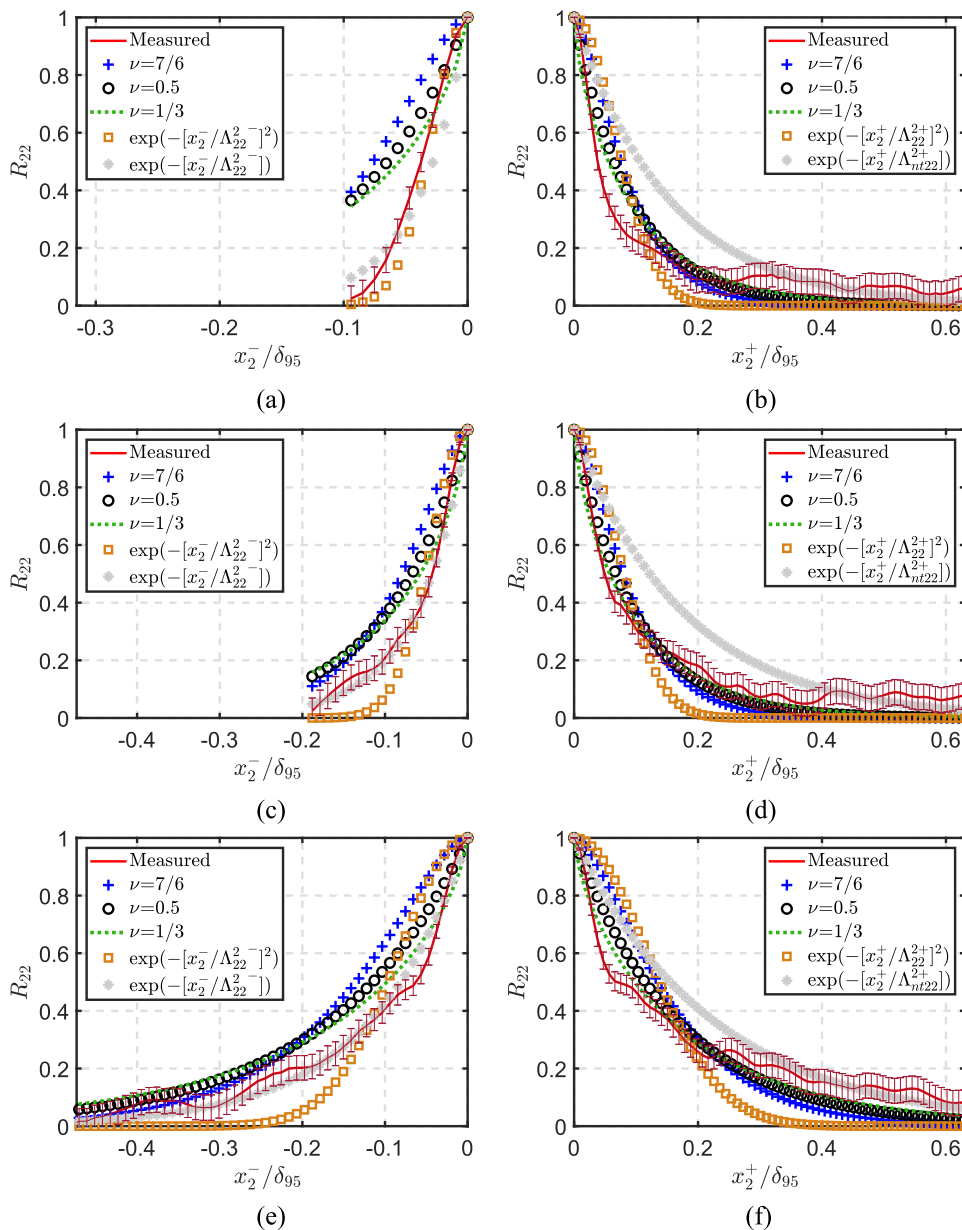 1
0.8
0.6
0.4
0.2
0
R₂₂
Measured
ν=7/6
ν=0.5
ν=1/3
exp(−[x₂⁻/Λ₂₂²⁻]²)
exp(−[x₂⁻/Λ₂₂²⁻])
-0.3 -0.2 -0.1 0
x₂⁻/δ₉₅
(a)
1
0.8
0.6
0.4
0.2
0
R₂₂
Measured
ν=7/6
ν=0.5
ν=1/3
exp(−[x₂⁺/Λ₂₂²⁺]²)
exp(−[x₂⁺/Λₙₜ₂₂²⁺])
0 0.2 0.4 0.6
x₂⁺/δ₉₅
(b)
1
0.8
0.6
0.4
0.2
0
R₂₂
Measured
ν=7/6
ν=0.5
ν=1/3
exp(−[x₂⁻/Λ₂₂²⁻]²)
exp(−[x₂⁻/Λ₂₂²⁻])
-0.4 -0.3 -0.2 -0.1 0
x₂⁻/δ₉₅
(c)
1
0.8
0.6
0.4
0.2
0
R₂₂
Measured
ν=7/6
ν=0.5
ν=1/3
exp(−[x₂⁺/Λ₂₂²⁺]²)
exp(−[x₂⁺/Λₙₜ₂₂²⁺])
0 0.2 0.4 0.6
x₂⁺/δ₉₅
(d)
1
0.8
0.6
0.4
0.2
0
R₂₂
Measured
ν=7/6
ν=0.5
ν=1/3
exp(−[x₂⁻/Λ₂₂²⁻]²)
exp(−[x₂⁻/Λ₂₂²⁻])
-0.4 -0.3 -0.2 -0.1 0
x₂⁻/δ₉₅
(e)
1
0.8
0.6
0.4
0.2
0
R₂₂
Measured
ν=7/6
ν=0.5
ν=1/3
exp(−[x₂⁺/Λ₂₂²⁺]²)
exp(−[x₂⁺/Λₙₜ₂₂²⁺])
0 0.2 0.4 0.6
x₂⁺/δ₉₅
(f)